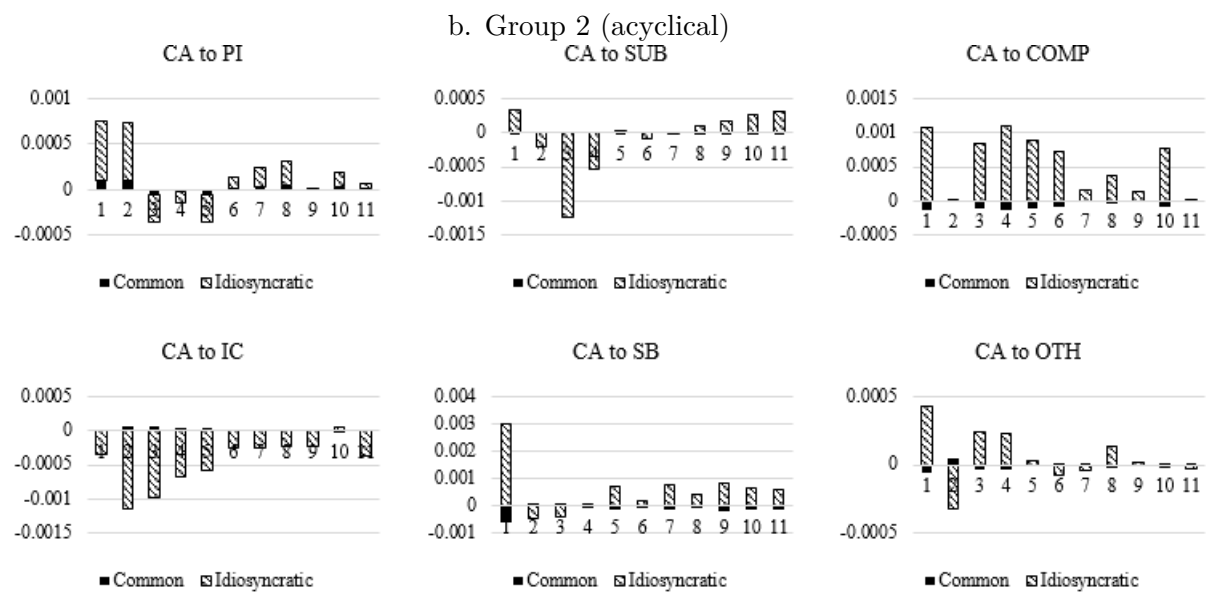 b. Group 2 (acyclical)
CA to PI
0.001
0.0005
0
-0.0005
1 2 3 4 5 6 7 8 9 10 11
Common Idiosyncratic
CA to SUB
0.0005
0
-0.0005
-0.001
-0.0015
1 2 3 4 5 6 7 8 9 10 11
Common Idiosyncratic
CA to COMP
0.0015
0.001
0.0005
0
-0.0005
1 2 3 4 5 6 7 8 9 10 11
Common Idiosyncratic
CA to IC
0.0005
0
-0.0005
-0.001
-0.0015
1 2 3 4 5 6 7 8 9 10 11
Common Idiosyncratic
CA to SB
0.004
0.003
0.002
0.001
0
-0.001
1 2 3 4 5 6 7 8 9 10 11
Common Idiosyncratic
CA to OTH
0.0005
0
-0.0005
1 2 3 4 5 6 7 8 9 10 11
Common Idiosyncratic